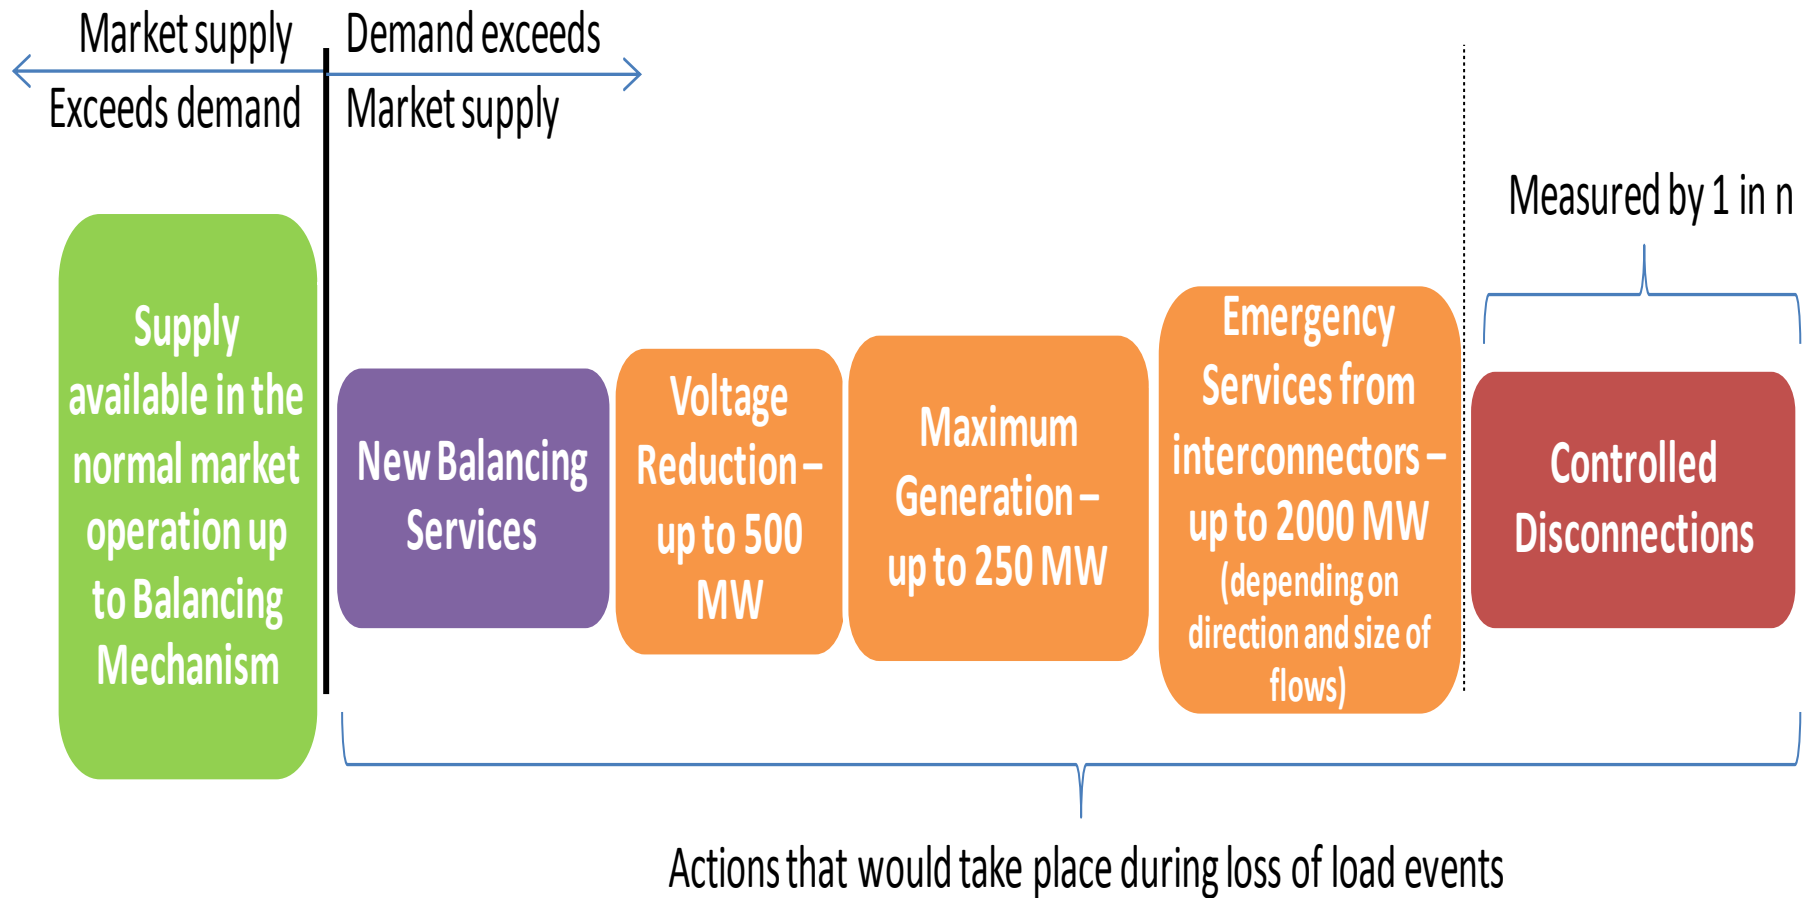 Market supply
Exceeds demand
Demand exceeds
Market supply
Measured by 1 in n
Supply
available in the
normal market
operation up
to Balancing
Mechanism
New Balancing
Services
Voltage
Reduction –
up to 500
MW
Maximum
Generation –
up to 250 MW
Emergency
Services from
interconnectors –
up to 2000 MW
(depending on
direction and size of
flows)
Controlled
Disconnections
Actions that would take place during loss of load events